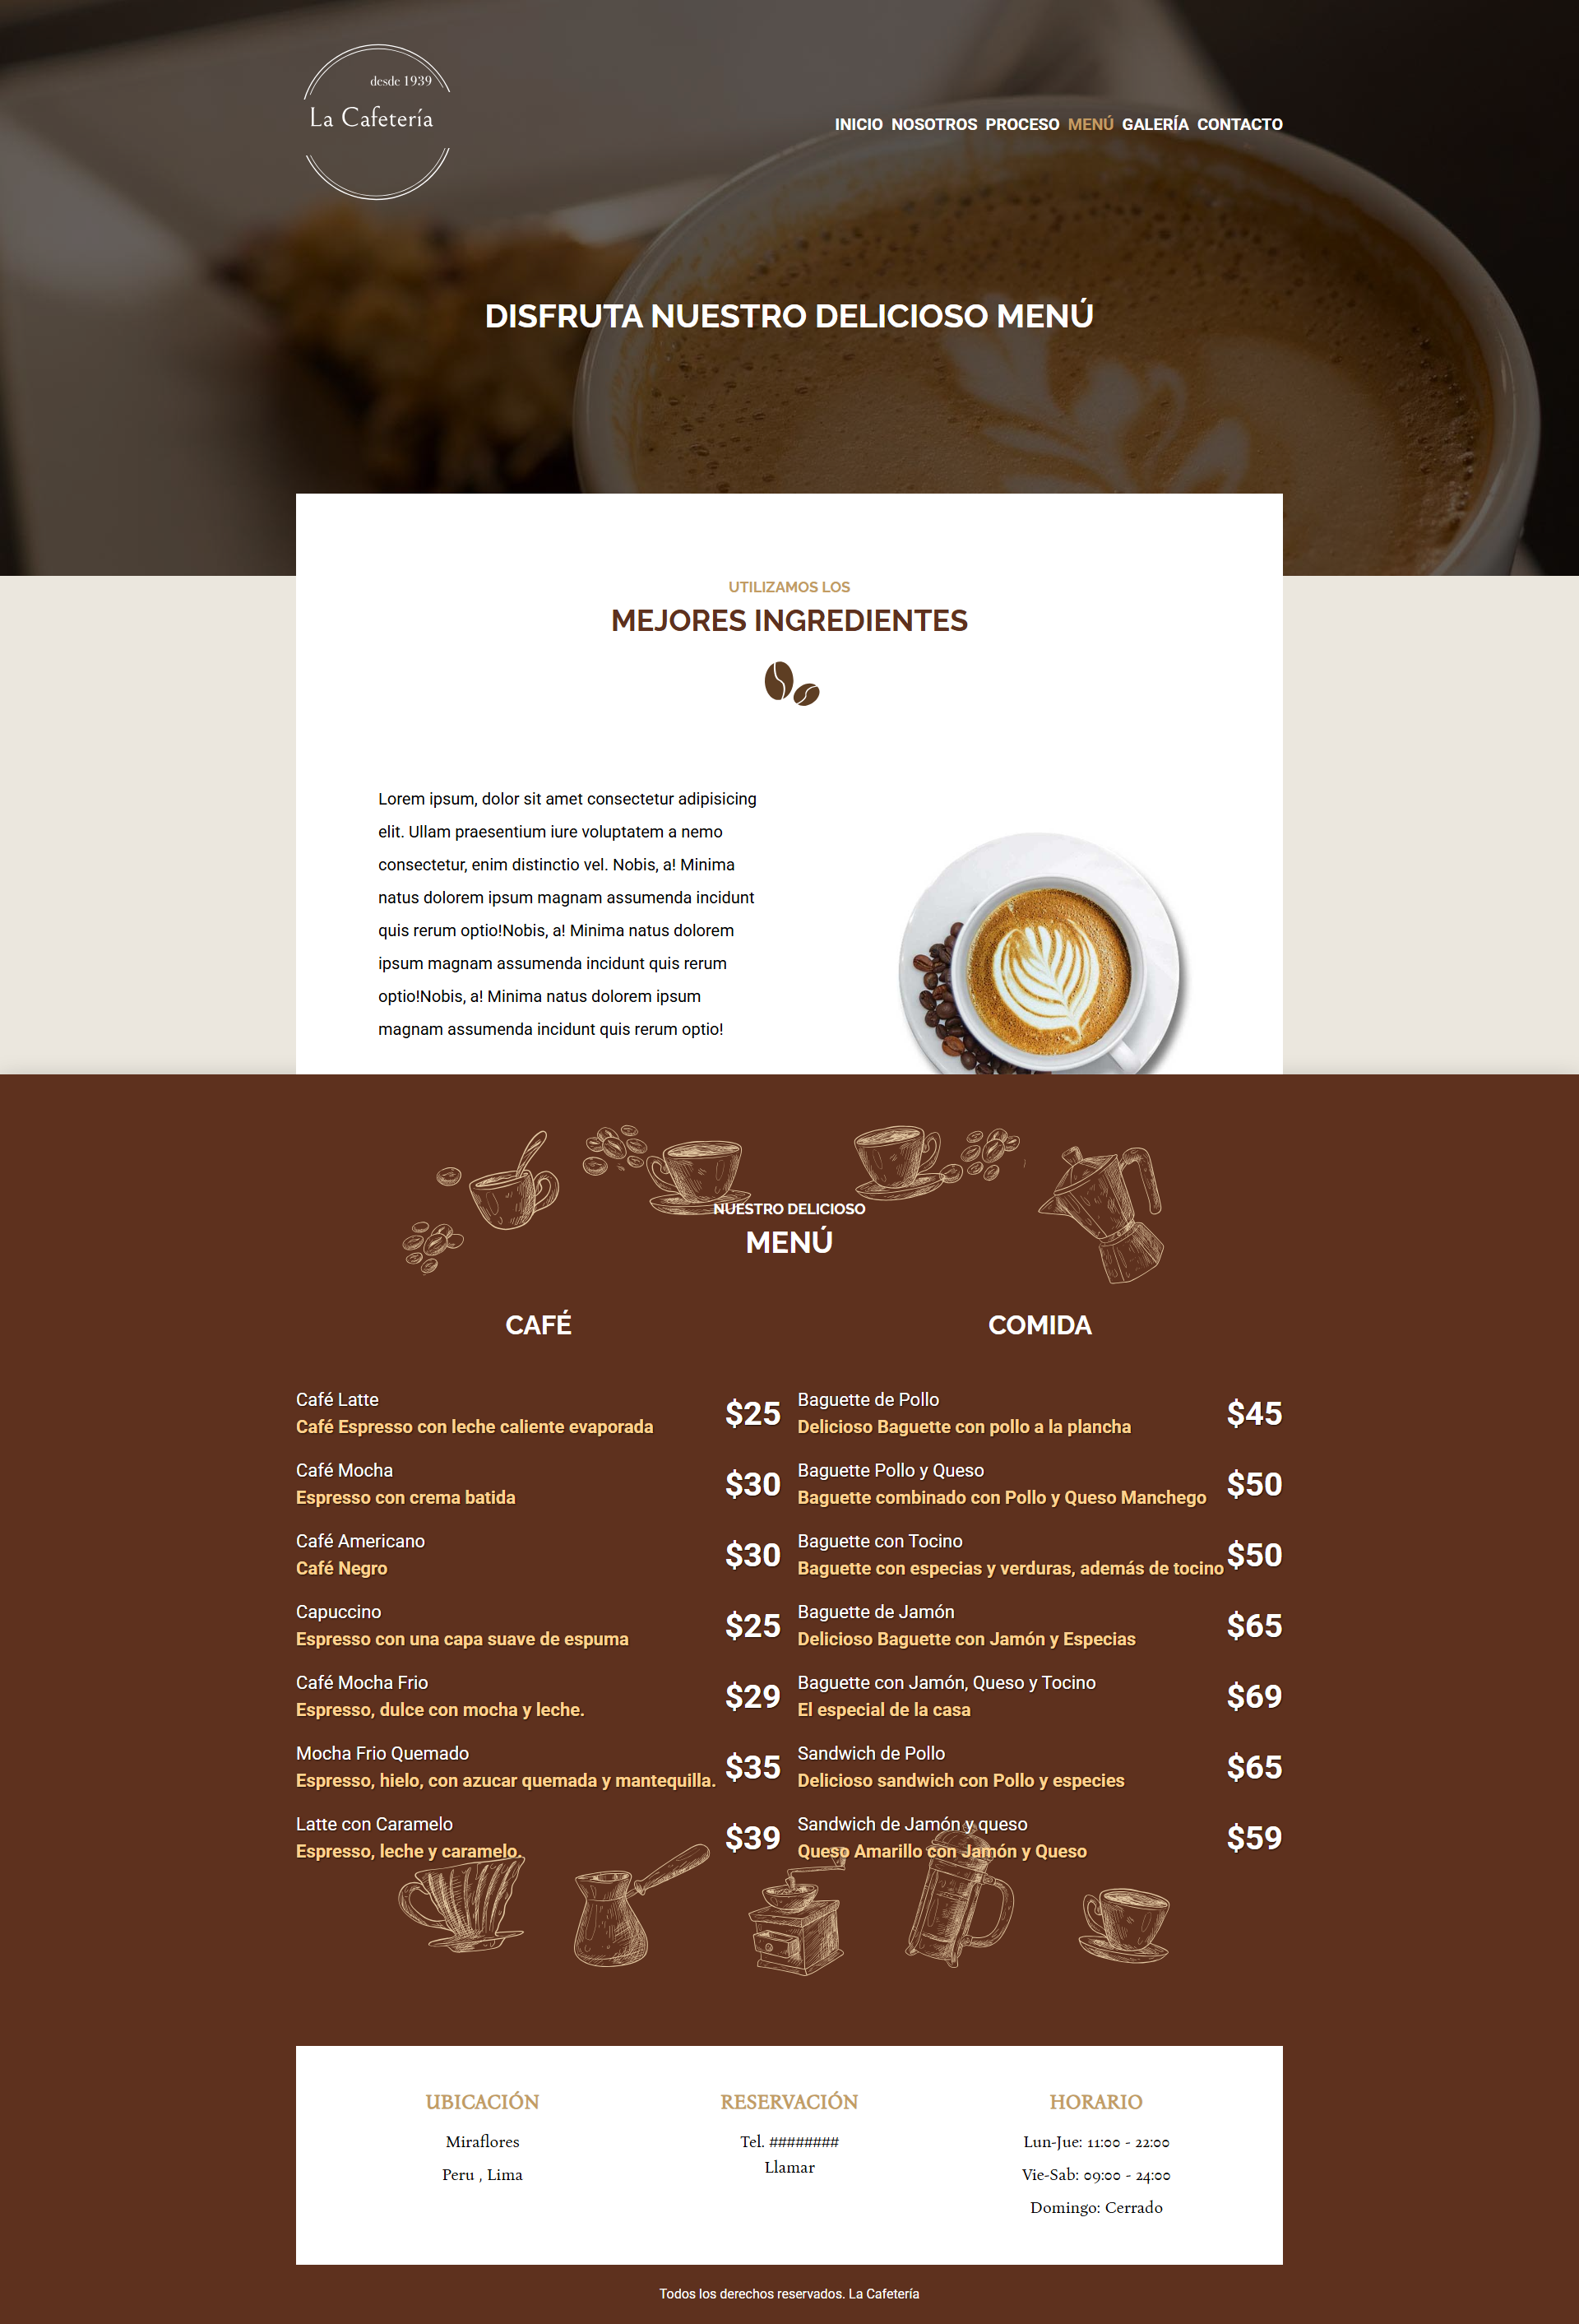 desde 1939
La Cafetería
INICIO NOSOTROS PROCESO MENÚ GALERÍA CONTACTO
DISFRUTA NUESTRO DELICIOSO MENÚ
UTILIZAMOS LOS
MEJORES INGREDIENTES
Lorem ipsum, dolor sit amet consectetur adipisicing
elit. Ullam praesentium iure voluptatem a nemo
consectetur, enim distinctio vel. Nobis, a! Minima
natus dolorem ipsum magnam assumenda incidunt
quis rerum optio!Nobis, a! Minima natus dolorem
ipsum magnam assumenda incidunt quis rerum
optio!Nobis, a! Minima natus dolorem ipsum
magnam assumenda incidunt quis rerum optio!
NUESTRO DELICIOSO
MENÚ
CAFÉ
Café Latte
Café Espresso con leche caliente evaporada
$25
Café Mocha
Espresso con crema batida
$30
Café Americano
Café Negro
$30
Capuccino
Espresso con una capa suave de espuma
$25
Café Mocha Frio
Espresso, dulce con mocha y leche.
$29
Mocha Frio Quemado
Espresso, hielo, con azucar quemada y mantequilla.
$35
Latte con Caramelo
Espresso, leche y caramelo.
$39
COMIDA
Baguette de Pollo
Delicioso Baguette con pollo a la plancha
$45
Baguette Pollo y Queso
Baguette combinado con Pollo y Queso Manchego
$50
Baguette con Tocino
Baguette con especias y verduras, además de tocino
$50
Baguette de Jamón
Delicioso Baguette con Jamón y Especias
$65
Baguette con Jamón, Queso y Tocino
El especial de la casa
$69
Sandwich de Pollo
Delicioso sandwich con Pollo y especies
$65
Sandwich de Jamón y queso
Queso Amarillo con Jamón y Queso
$59
UBICACIÓN
Miraflores
Peru , Lima
RESERVACIÓN
Tel. ########
Llamar
HORARIO
Lun-Jue: 11:00 - 22:00
Vie-Sab: 09:00 - 24:00
Domingo: Cerrado
Todos los derechos reservados. La Cafetería